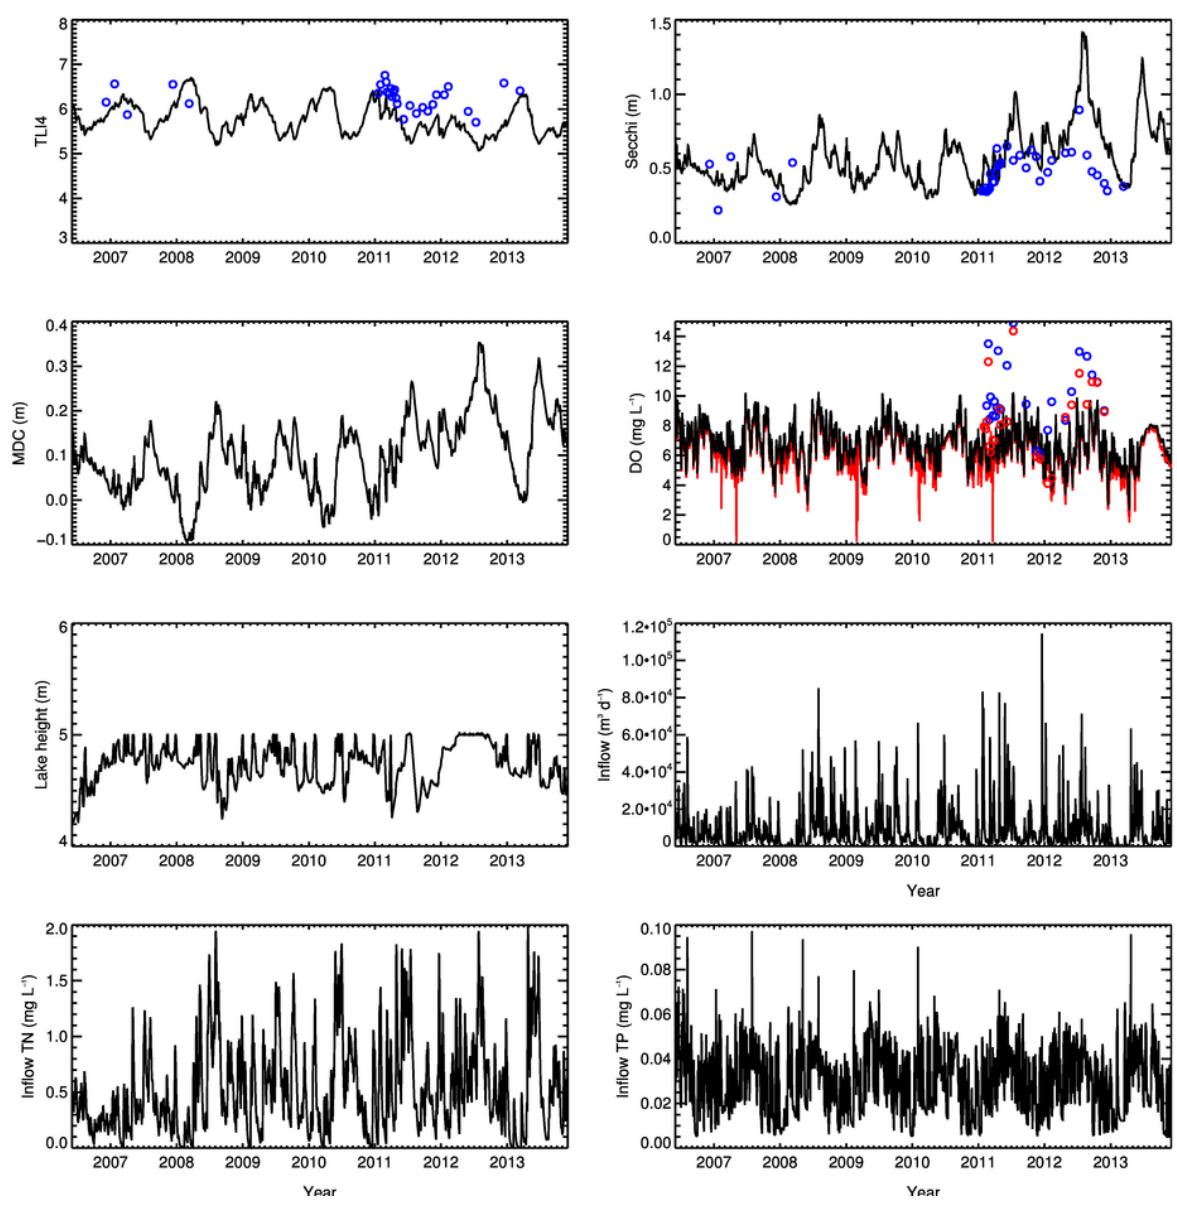 8
7
6
5
4
3
TLI4
2007 2008 2009 2010 2011 2012 2013
1.5
1.0
0.5
0.0
Secchi (m)
2007 2008 2009 2010 2011 2012 2013
0.4
0.3
0.2
0.1
0.0
−0.1
MDC (m)
2007 2008 2009 2010 2011 2012 2013
14
12
10
8
6
4
2
0
DO (mg L⁻¹)
2007 2008 2009 2010 2011 2012 2013
6
5
4
Lake height (m)
2007 2008 2009 2010 2011 2012 2013
1.2•10⁵
1.0•10⁵
8.0•10⁴
6.0•10⁴
4.0•10⁴
2.0•10⁴
0
Inflow (m³ d⁻¹)
2007 2008 2009 2010 2011 2012 2013
Year
2.0
1.5
1.0
0.5
0.0
Inflow TN (mg L⁻¹)
2007 2008 2009 2010 2011 2012 2013
Year
0.10
0.08
0.06
0.04
0.02
0.00
Inflow TP (mg L⁻¹)
2007 2008 2009 2010 2011 2012 2013
Year